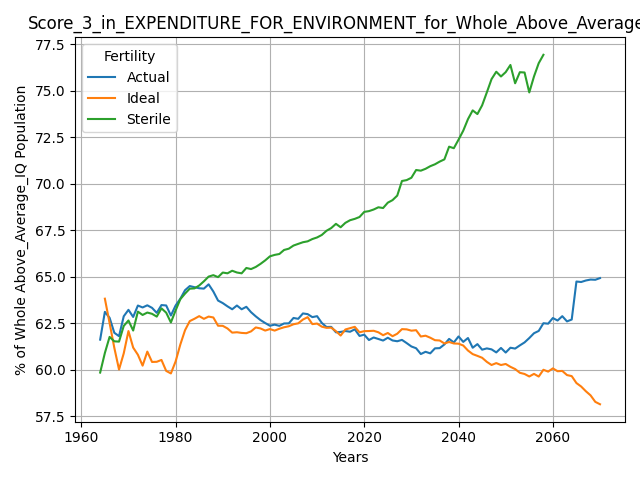 Score_3_in_EXPENDITURE_FOR_ENVIRONMENT_for_Whole_Above_Average
77.5
75.0
72.5
70.0
67.5
65.0
62.5
60.0
57.5
% of Whole Above_Average_IQ Population
Fertility
Actual
Ideal
Sterile
1960
1980
2000
2020
2040
2060
Years